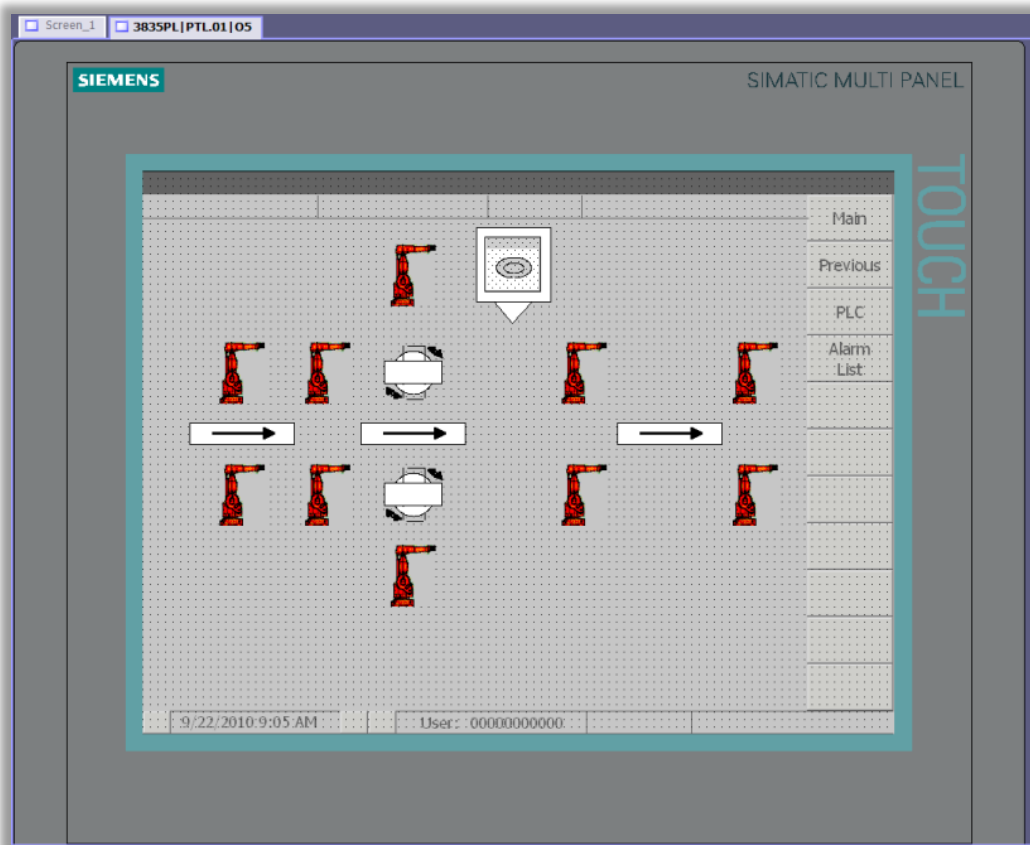 Screen_1
3835PL|PTL.01|O5
SIEMENS
SIMATIC MULTI PANEL
TOUCH
Main
Previous
PLC
Alarm
List
9/22/2010 9:05 AM
User: 00000000000